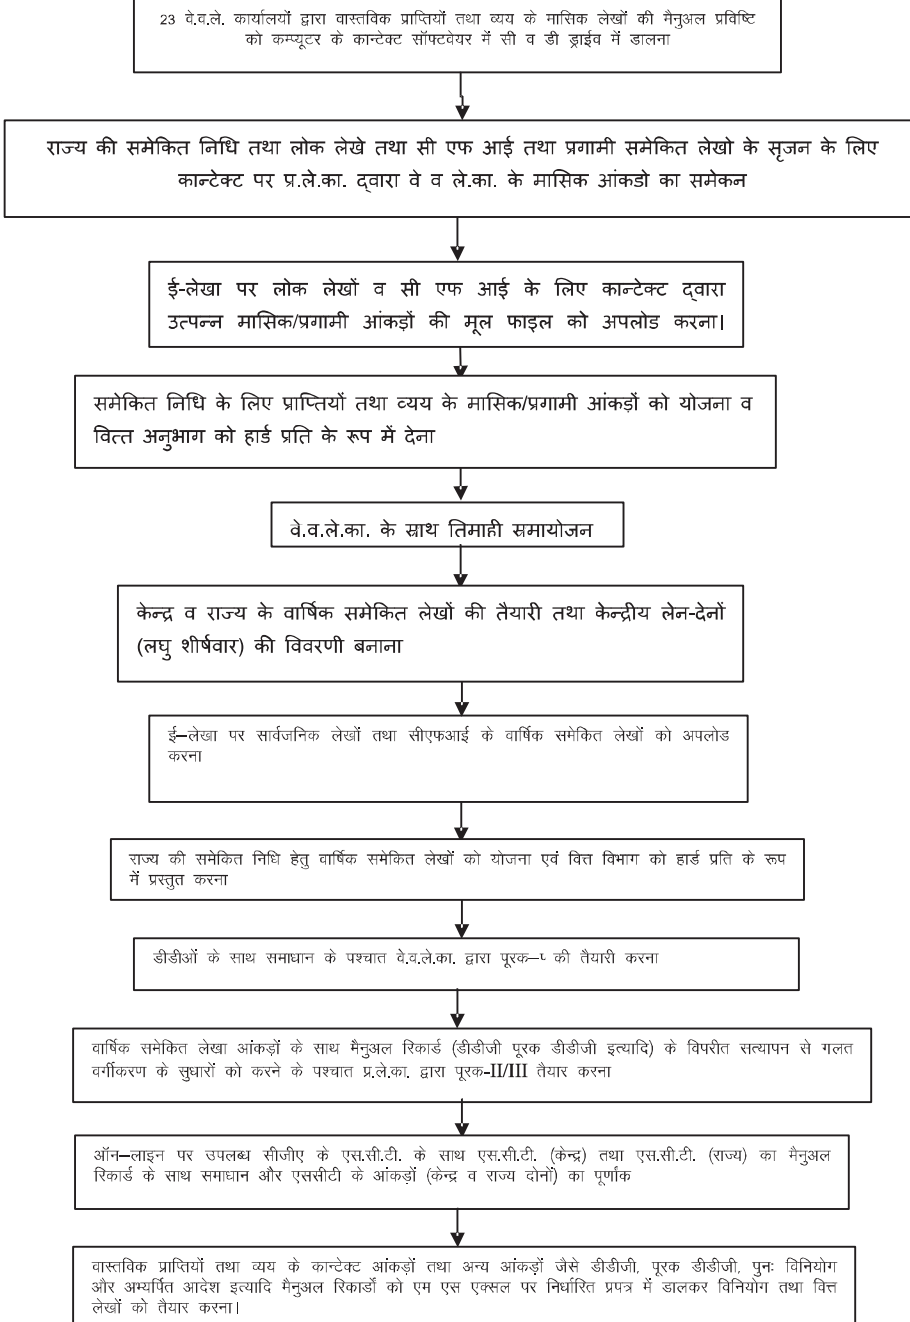 23 वे.व.ले. कार्यालयों द्वारा वास्तविक प्राप्तियों तथा व्यय के मासिक लेखों की मैनुअल प्रविष्टि
को कम्प्यूटर के कान्टेक्ट सॉफ्टवेयर में सी व डी ड्राईव में डालना
राज्य की समेकित निधि तथा लोक लेखे तथा सी एफ आई तथा प्रगामी समेकित लेखो के सृजन के लिए
कान्टेक्ट पर प्र.ले.का. द्वारा वे व ले.का. के मासिक आंकडो का समेकन
ई-लेखा पर लोक लेखों व सी एफ आई के लिए कान्टेक्ट द्वारा
उत्पन्न मासिक/प्रगामी आंकड़ों की मूल फाइल को अपलोड करना।
समेकित निधि के लिए प्राप्तियों तथा व्यय के मासिक/प्रगामी आंकड़ों को योजना व
वित्त अनुभाग को हार्ड प्रति के रूप में देना
वे.व.ले.का. के साथ तिमाही समायोजन
केन्द्र व राज्य के वार्षिक समेकित लेखों की तैयारी तथा केन्द्रीय लेन-देनों
(लघु शीर्षवार) की विवरणी बनाना
ई–लेखा पर सार्वजनिक लेखों तथा सीएफआई के वार्षिक समेकित लेखों को अपलोड
करना
राज्य की समेकित निधि हेतु वार्षिक समेकित लेखों को योजना एवं वित्त विभाग को हार्ड प्रति के रूप
में प्रस्तुत करना
डीडीओं के साथ समाधान के पश्चात वे.व.ले.का. द्वारा पूरक– की तैयारी करना
वार्षिक समेकित लेखा आंकड़ों के साथ मैनुअल रिकार्ड (डीडीजी पूरक डीडीजी इत्यादि) के विपरीत सत्यापन से गलत
वर्गीकरण के सुधारों को करने के पश्चात प्र.ले.का. द्वारा पूरक-II/III तैयार करना
ऑन–लाइन पर उपलब्ध सीजीए के एस.सी.टी. के साथ एस.सी.टी. (केन्द्र) तथा एस.सी.टी. (राज्य) का मैनुअल
रिकार्ड के साथ समाधान और एससीटी के आंकड़ों (केन्द्र व राज्य दोनों) का पूर्णांक
वास्तविक प्राप्तियों तथा व्यय के कान्टेक्ट आंकड़ों तथा अन्य आंकड़ों जैसे डीडीजी, पूरक डीडीजी, पुनः विनियोग
और अभ्यर्पित आदेश इत्यादि मैनुअल रिकार्डों को एम एस एक्सल पर निर्धारित प्रपत्र में डालकर विनियोग तथा वित्त
लेखों को तैयार करना।